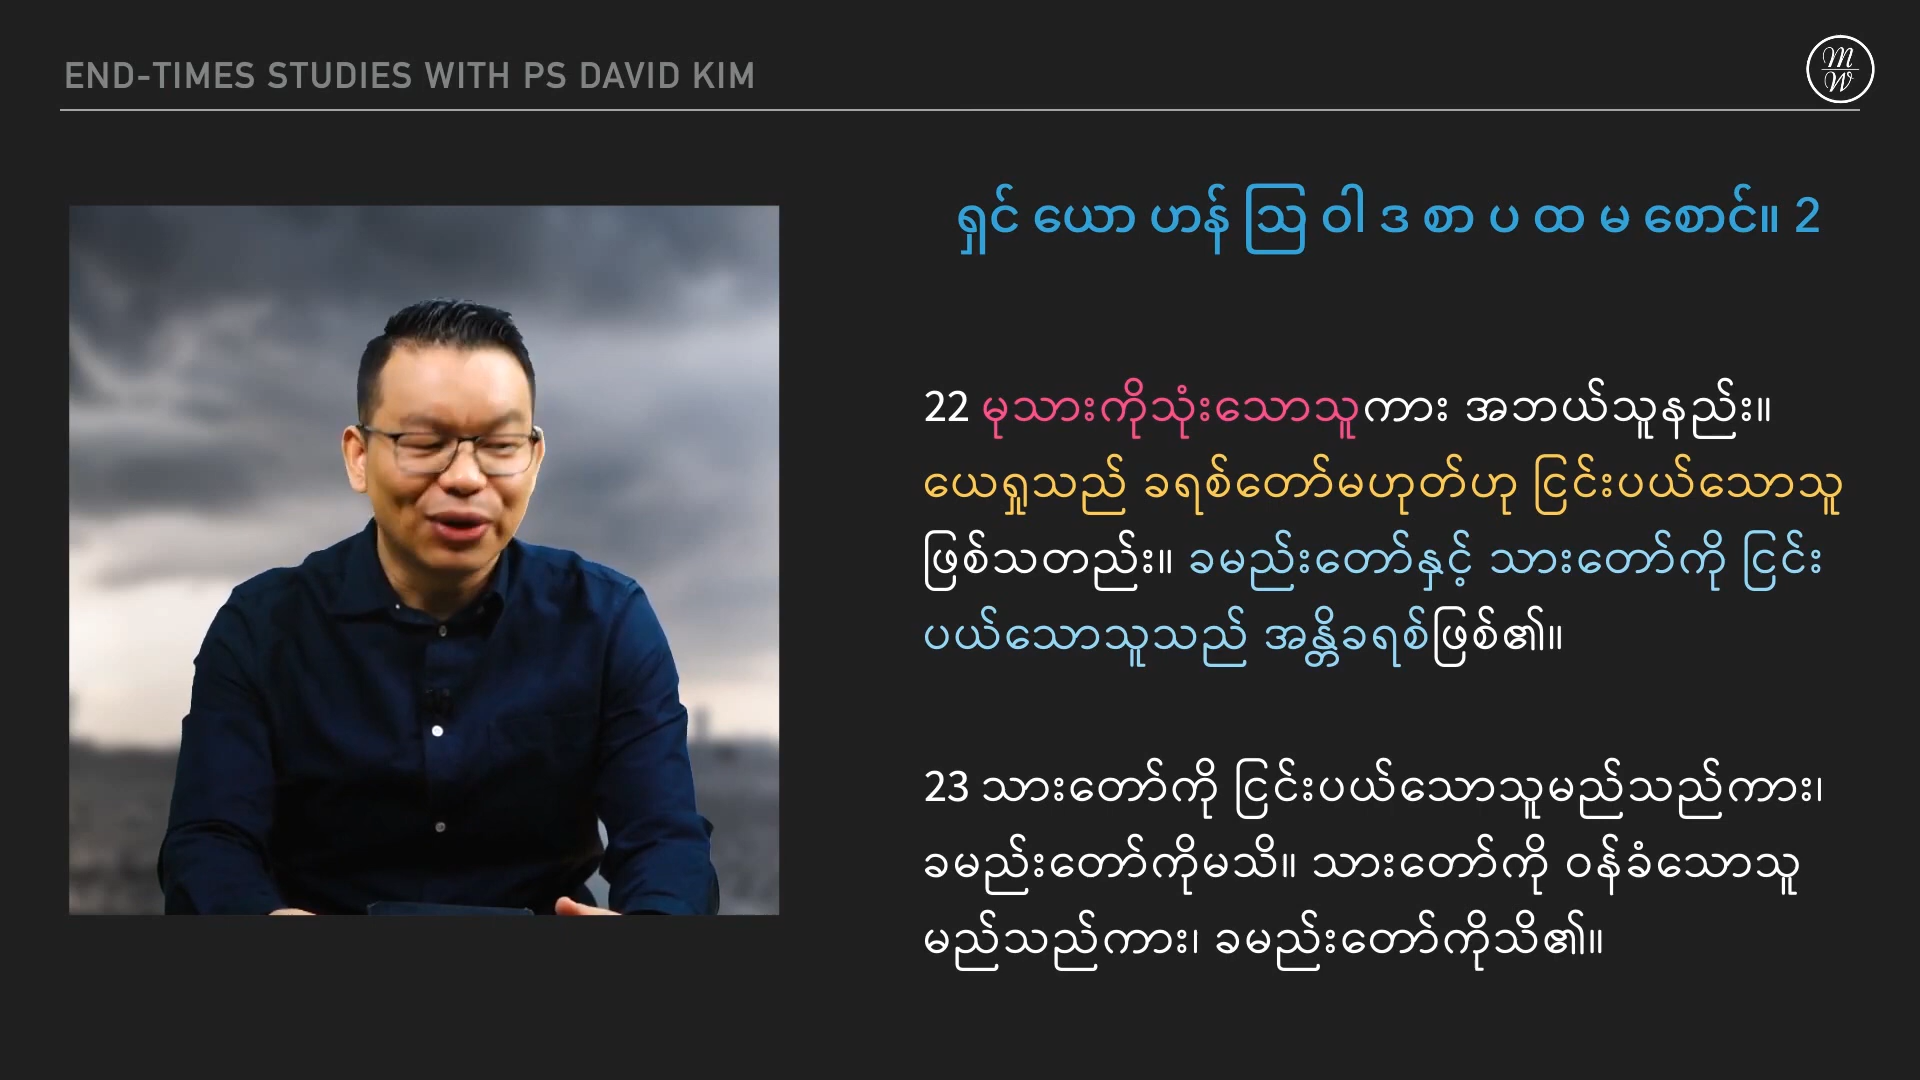 END-TIMES STUDIES WITH PS DAVID KIM
M
W
ရှင် ယော ဟန် ဩ ဝါ ဒ စာ ပ ထ မ စောင်။ 2
22 မုသားကိုသုံးသောသူကား အဘယ်သူနည်း။
ယေရှုသည် ခရစ်တော်မဟုတ်ဟု ငြင်းပယ်သောသူ
ဖြစ်သတည်း။ ခမည်းတော်နှင့် သားတော်ကို ငြင်း
ပယ်သောသူသည် အန္တိခရစ်ဖြစ်၏။
23 သားတော်ကို ငြင်းပယ်သောသူမည်သည်ကား၊
ခမည်းတော်ကိုမသိ။ သားတော်ကို ဝန်ခံသောသူ
မည်သည်ကား၊ ခမည်းတော်ကိုသိ၏။